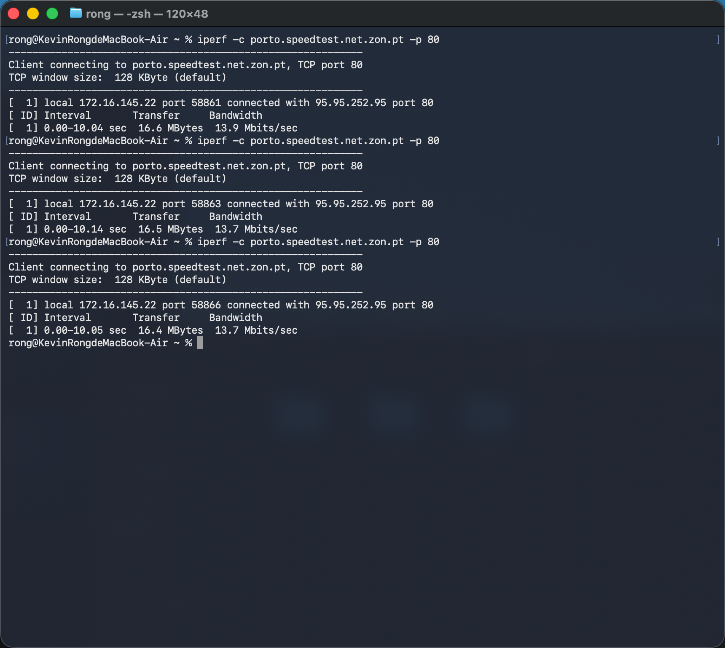 rong — -zsh — 120×48
[rong@KevinRongdeMacBook-Air ~ % iperf -c porto.speedtest.net.zon.pt -p 80 ]
------------------------------------------------------------
Client connecting to porto.speedtest.net.zon.pt, TCP port 80
TCP window size:  128 KByte (default)
------------------------------------------------------------
[  1] local 172.16.145.22 port 58861 connected with 95.95.252.95 port 80
[ ID] Interval       Transfer     Bandwidth
[  1] 0.00-10.04 sec  16.6 MBytes  13.9 Mbits/sec
[rong@KevinRongdeMacBook-Air ~ % iperf -c porto.speedtest.net.zon.pt -p 80 ]
------------------------------------------------------------
Client connecting to porto.speedtest.net.zon.pt, TCP port 80
TCP window size:  128 KByte (default)
------------------------------------------------------------
[  1] local 172.16.145.22 port 58863 connected with 95.95.252.95 port 80
[ ID] Interval       Transfer     Bandwidth
[  1] 0.00-10.14 sec  16.5 MBytes  13.7 Mbits/sec
[rong@KevinRongdeMacBook-Air ~ % iperf -c porto.speedtest.net.zon.pt -p 80 ]
------------------------------------------------------------
Client connecting to porto.speedtest.net.zon.pt, TCP port 80
TCP window size:  128 KByte (default)
------------------------------------------------------------
[  1] local 172.16.145.22 port 58866 connected with 95.95.252.95 port 80
[ ID] Interval       Transfer     Bandwidth
[  1] 0.00-10.05 sec  16.4 MBytes  13.7 Mbits/sec
rong@KevinRongdeMacBook-Air ~ %